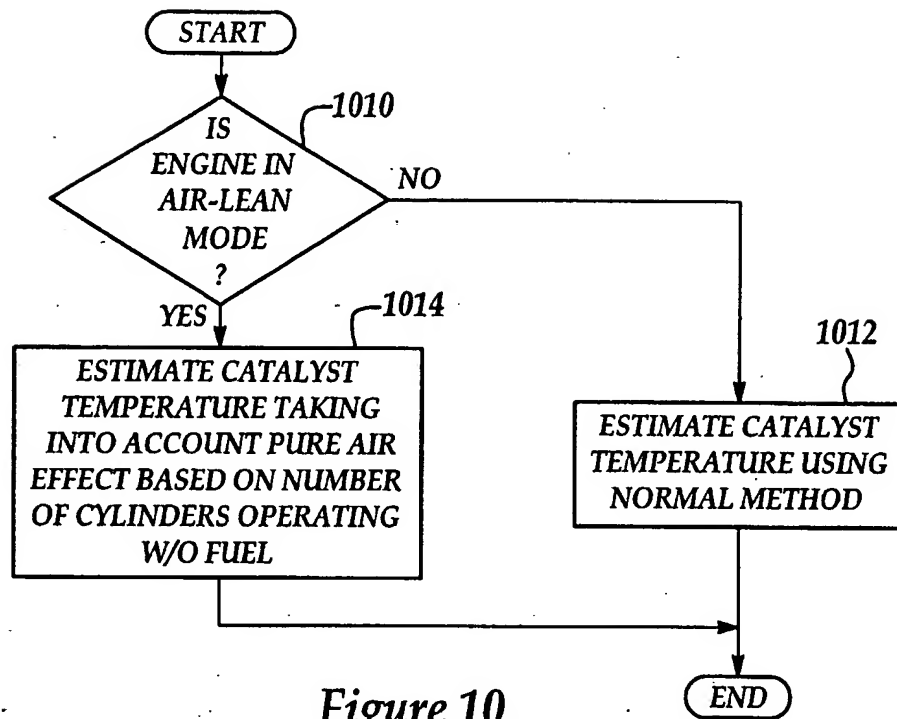 START
1010
IS
ENGINE IN
AIR-LEAN
MODE
?
NO
YES
1014
ESTIMATE CATALYST
TEMPERATURE TAKING
INTO ACCOUNT PURE AIR
EFFECT BASED ON NUMBER
OF CYLINDERS OPERATING
W/O FUEL
1012
ESTIMATE CATALYST
TEMPERATURE USING
NORMAL METHOD
END
Figure 10